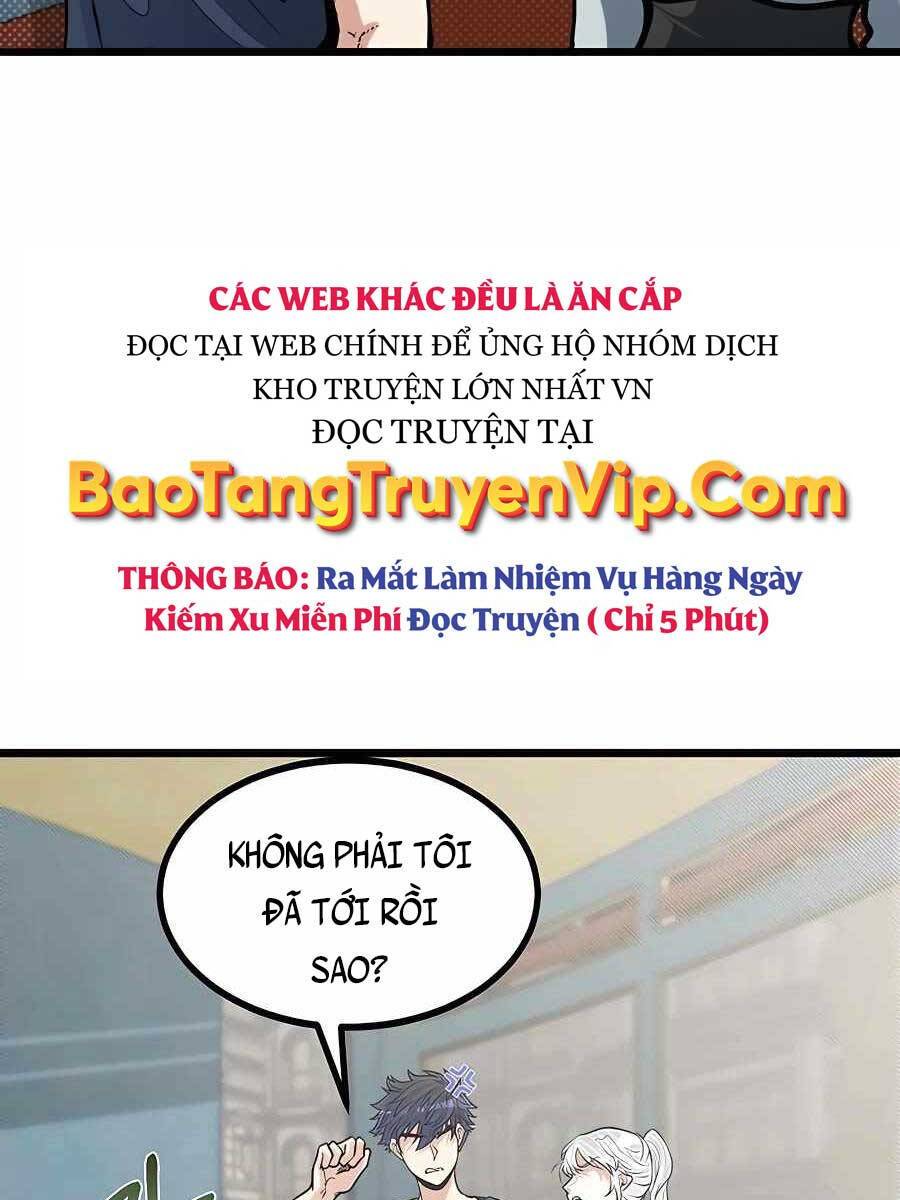 CÁC WEB KHÁC ĐỀU LÀ ĂN CẮP
ĐỌC TẠI WEB CHÍNH ĐỂ ỦNG HỘ NHÓM DỊCH
KHO TRUYỆN LỚN NHẤT VN
ĐỌC TRUYỆN TẠI
BaoTangTruyenVip.Com
THÔNG BÁO: Ra Mắt Làm Nhiệm Vụ Hàng Ngày
Kiếm Xu Miễn Phí Đọc Truyện ( Chỉ 5 Phút)
KHÔNG PHẢI TÔI
ĐÃ TỚI RỒI
SAO?